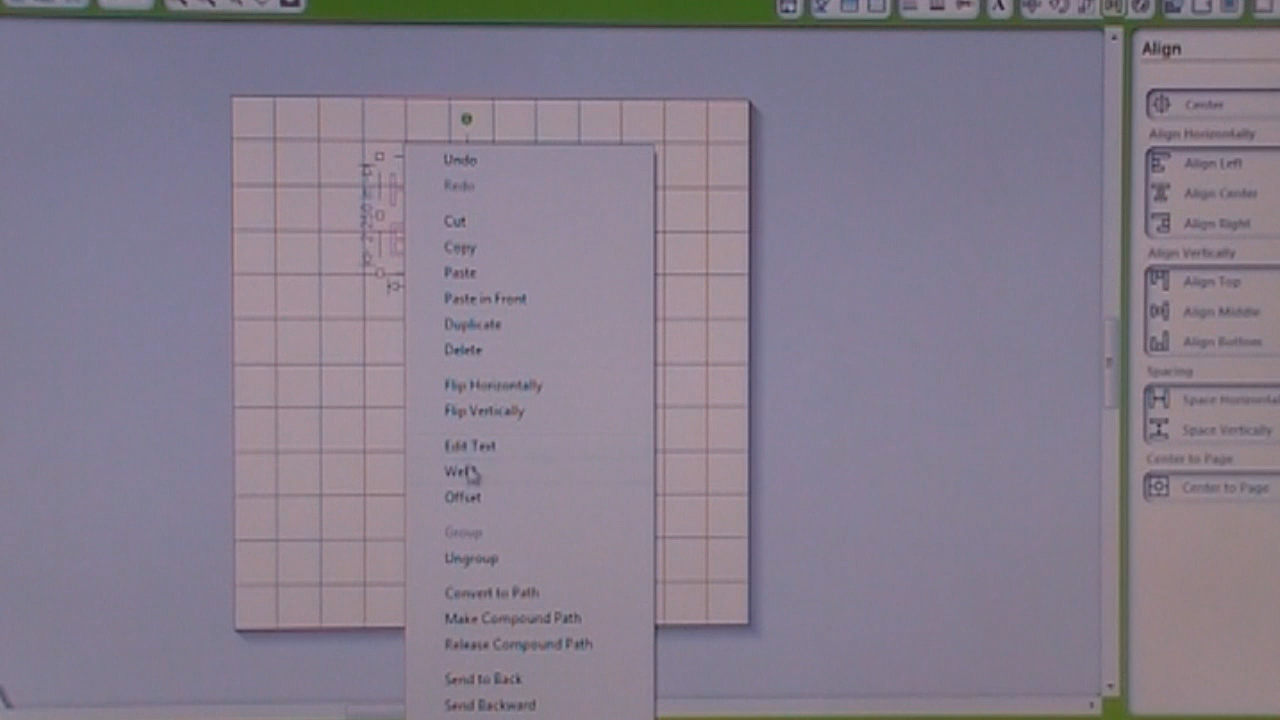 Align
Center
Align Horizontally
Align Left
Align Center
Align Right
Align Vertically
Align Top
Align Middle
Align Bottom
Spacing
Space Horizontal
Space Vertically
Center to Page
Center to Page
Undo
Redo
Cut
Copy
Paste
Paste in Front
Duplicate
Delete
Flip Horizontally
Flip Vertically
Edit Text
Offset
Group
Ungroup
Convert to Path
Make Compound Path
Release Compound Path
Send to Back
Send Backward